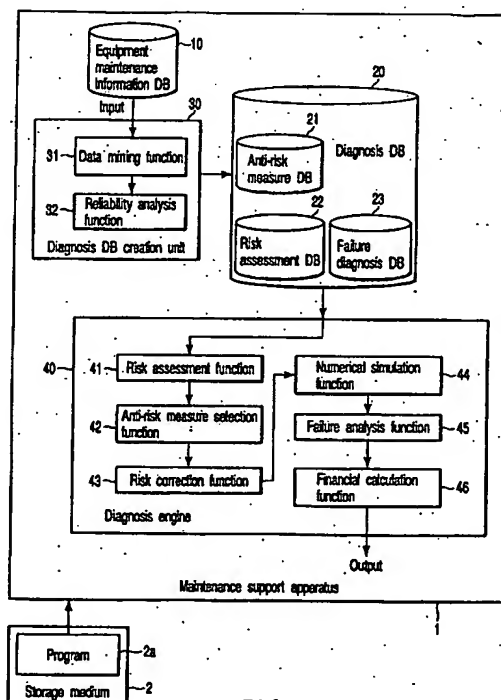 10
Equipment
maintenance
information DB
Input
30
31
Data mining function
32
Reliability analysis
function
Diagnosis DB creation unit
20
21
Anti-risk
measure DB
Diagnosis DB
22
23
Risk
assessment DB
Failure
diagnosis DB
40
41
Risk assessment function
42
Anti-risk measure selection
function
43
Risk correction function
Numerical simulation
function
44
Failure analysis function
45
Financial calculation
function
46
Diagnosis engine
Output
Maintenance support apparatus
1
Program
2a
Storage medium
2